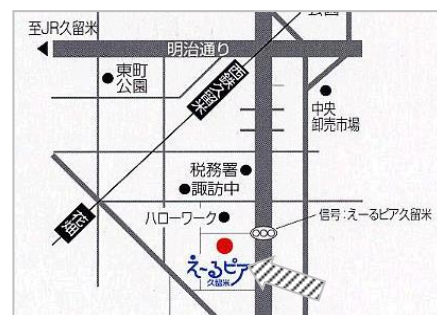 至JR久留米
明治通り
東町
公園
西鉄久留米
中央
卸売市場
税務署
諏訪中
花畑
ハローワーク
信号:えーるピア久留米
えーるピア
久留米